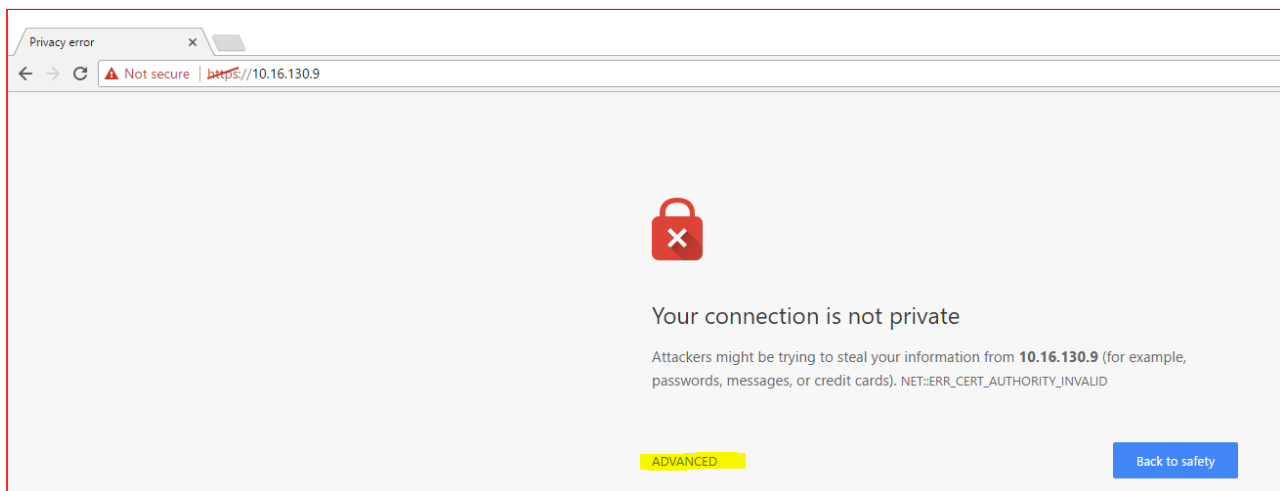 Privacy error
Not secure https://10.16.130.9
Your connection is not private
Attackers might be trying to steal your information from 10.16.130.9 (for example,
passwords, messages, or credit cards). NET::ERR_CERT_AUTHORITY_INVALID
ADVANCED Back to safety